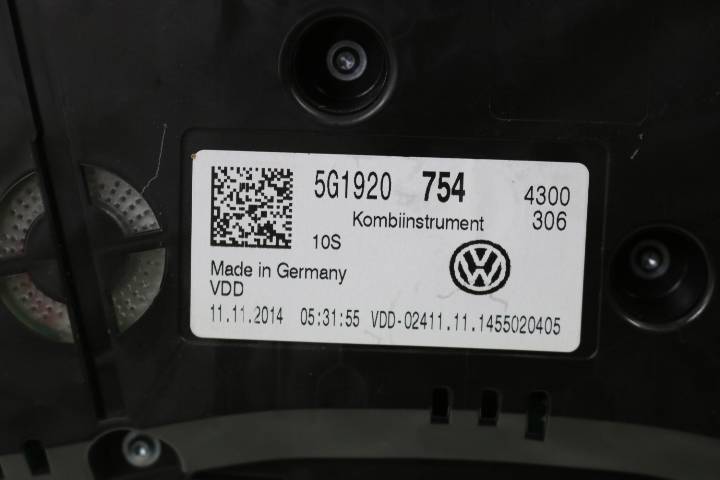 5G1920 754 4300
Kombiinstrument 306
10S
Made in Germany
VDD
11.11.2014 05:31:55 VDD-02411.11.1455020405